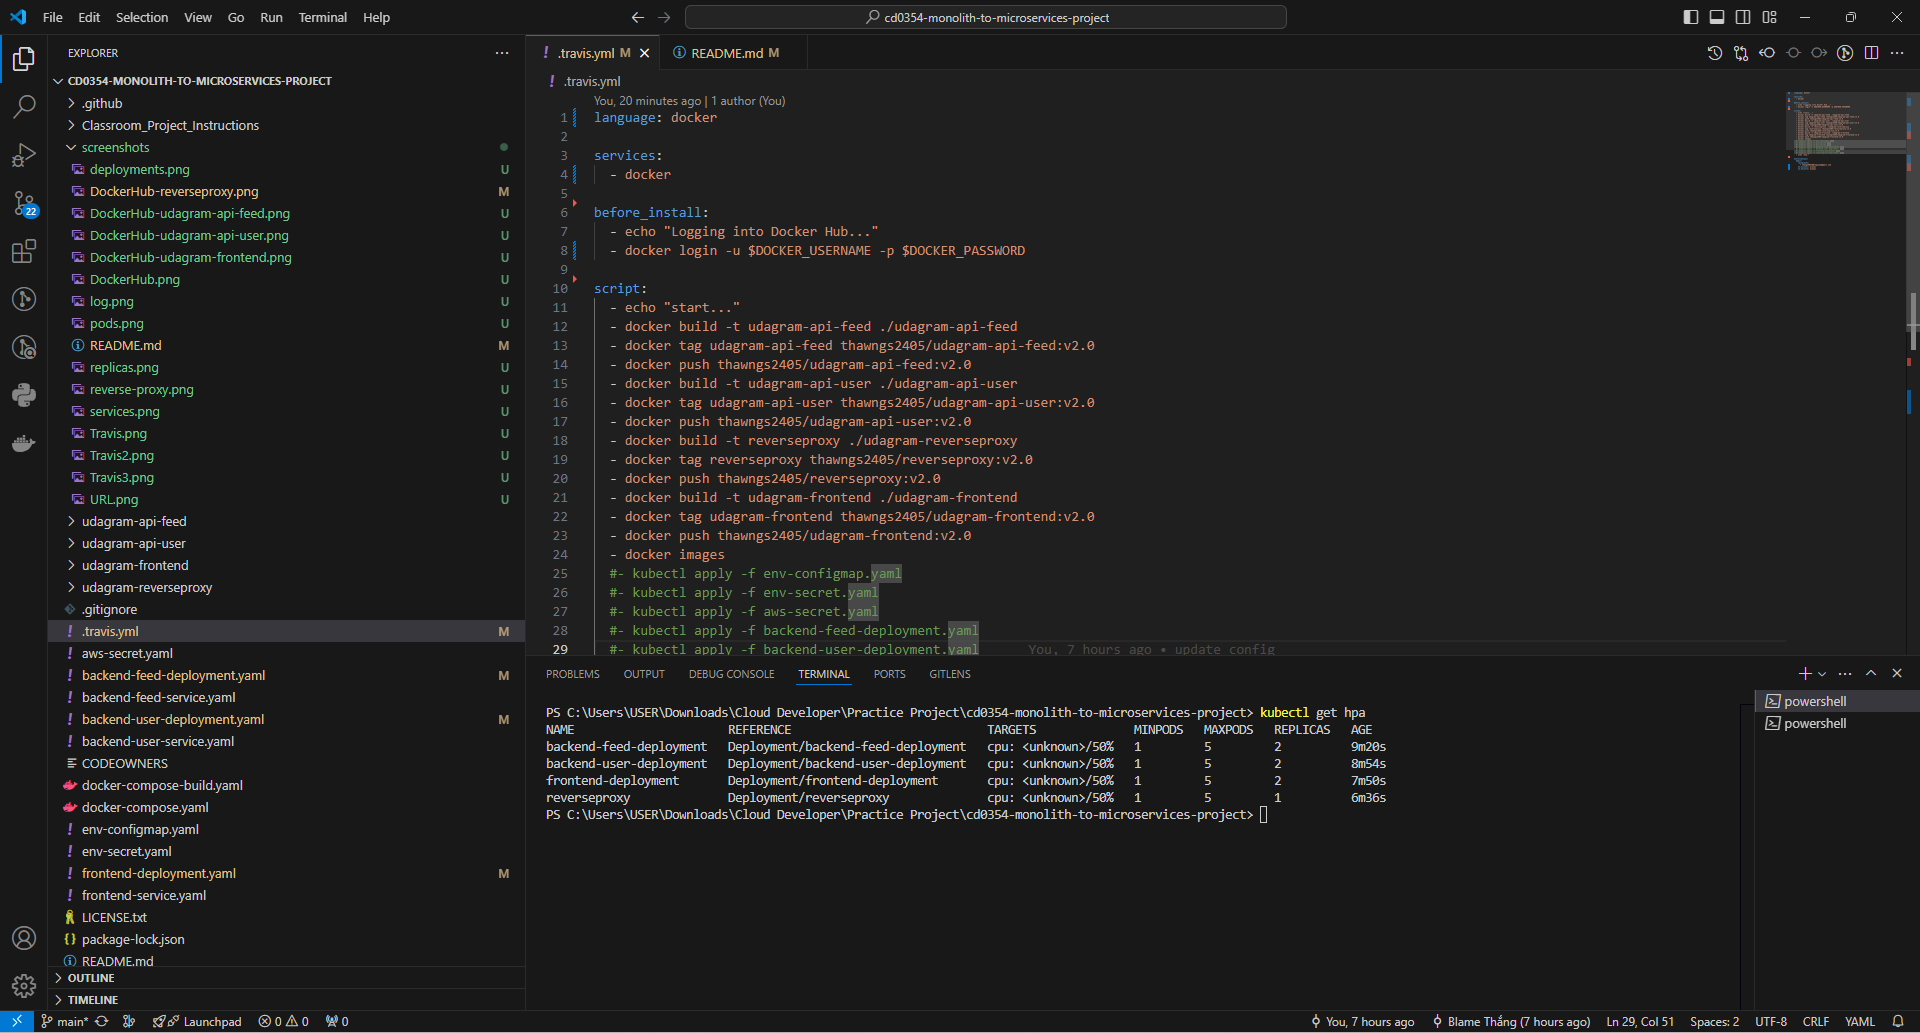 File Edit Selection View Go Run Terminal Help
cd0354-monolith-to-microservices-project
EXPLORER
CD0354-MONOLITH-TO-MICROSERVICES-PROJECT
.github
Classroom_Project_Instructions
screenshots
deployments.png U
DockerHub-reverseproxy.png M
DockerHub-udagram-api-feed.png U
DockerHub-udagram-api-user.png U
DockerHub-udagram-frontend.png U
DockerHub.png U
log.png U
pods.png U
README.md M
replicas.png U
reverse-proxy.png U
services.png U
Travis.png U
Travis2.png U
Travis3.png U
URL.png U
udagram-api-feed
udagram-api-user
udagram-frontend
udagram-reverseproxy
.gitignore
! .travis.yml M
! aws-secret.yaml
! backend-feed-deployment.yaml M
! backend-feed-service.yaml
! backend-user-deployment.yaml M
! backend-user-service.yaml
CODEOWNERS
docker-compose-build.yaml
docker-compose.yaml
! env-configmap.yaml
! env-secret.yaml
! frontend-deployment.yaml M
! frontend-service.yaml
LICENSE.txt
{} package-lock.json
README.md
OUTLINE
TIMELINE
22
! .travis.yml M
README.md M
! .travis.yml
You, 20 minutes ago | 1 author (You)
1 language: docker
2
3 services:
4 - docker
5
6 before_install:
7 - echo "Logging into Docker Hub..."
8 - docker login -u $DOCKER_USERNAME -p $DOCKER_PASSWORD
9
10 script:
11 - echo "start..."
12 - docker build -t udagram-api-feed ./udagram-api-feed
13 - docker tag udagram-api-feed thawngs2405/udagram-api-feed:v2.0
14 - docker push thawngs2405/udagram-api-feed:v2.0
15 - docker build -t udagram-api-user ./udagram-api-user
16 - docker tag udagram-api-user thawngs2405/udagram-api-user:v2.0
17 - docker push thawngs2405/udagram-api-user:v2.0
18 - docker build -t reverseproxy ./udagram-reverseproxy
19 - docker tag reverseproxy thawngs2405/reverseproxy:v2.0
20 - docker push thawngs2405/reverseproxy:v2.0
21 - docker build -t udagram-frontend ./udagram-frontend
22 - docker tag udagram-frontend thawngs2405/udagram-frontend:v2.0
23 - docker push thawngs2405/udagram-frontend:v2.0
24 - docker images
25 #- kubectl apply -f env-configmap.yaml
26 #- kubectl apply -f env-secret.yaml
27 #- kubectl apply -f aws-secret.yaml
28 #- kubectl apply -f backend-feed-deployment.yaml
29 #- kubectl apply -f backend-user-deployment.yaml You, 7 hours ago • update config
PROBLEMS OUTPUT DEBUG CONSOLE TERMINAL PORTS GITLENS
PS C:\Users\USER\Downloads\Cloud Developer\Practice Project\cd0354-monolith-to-microservices-project> kubectl get hpa
NAME REFERENCE TARGETS MINPODS MAXPODS REPLICAS AGE
backend-feed-deployment Deployment/backend-feed-deployment cpu: <unknown>/50% 1 5 2 9m20s
backend-user-deployment Deployment/backend-user-deployment cpu: <unknown>/50% 1 5 2 8m54s
frontend-deployment Deployment/frontend-deployment cpu: <unknown>/50% 1 5 2 7m50s
reverseproxy Deployment/reverseproxy cpu: <unknown>/50% 1 5 1 6m36s
PS C:\Users\USER\Downloads\Cloud Developer\Practice Project\cd0354-monolith-to-microservices-project>
powershell
powershell
main* Launchpad 0 0 0 You, 7 hours ago Blame Thắng (7 hours ago) Ln 29, Col 51 Spaces: 2 UTF-8 CRLF YAML